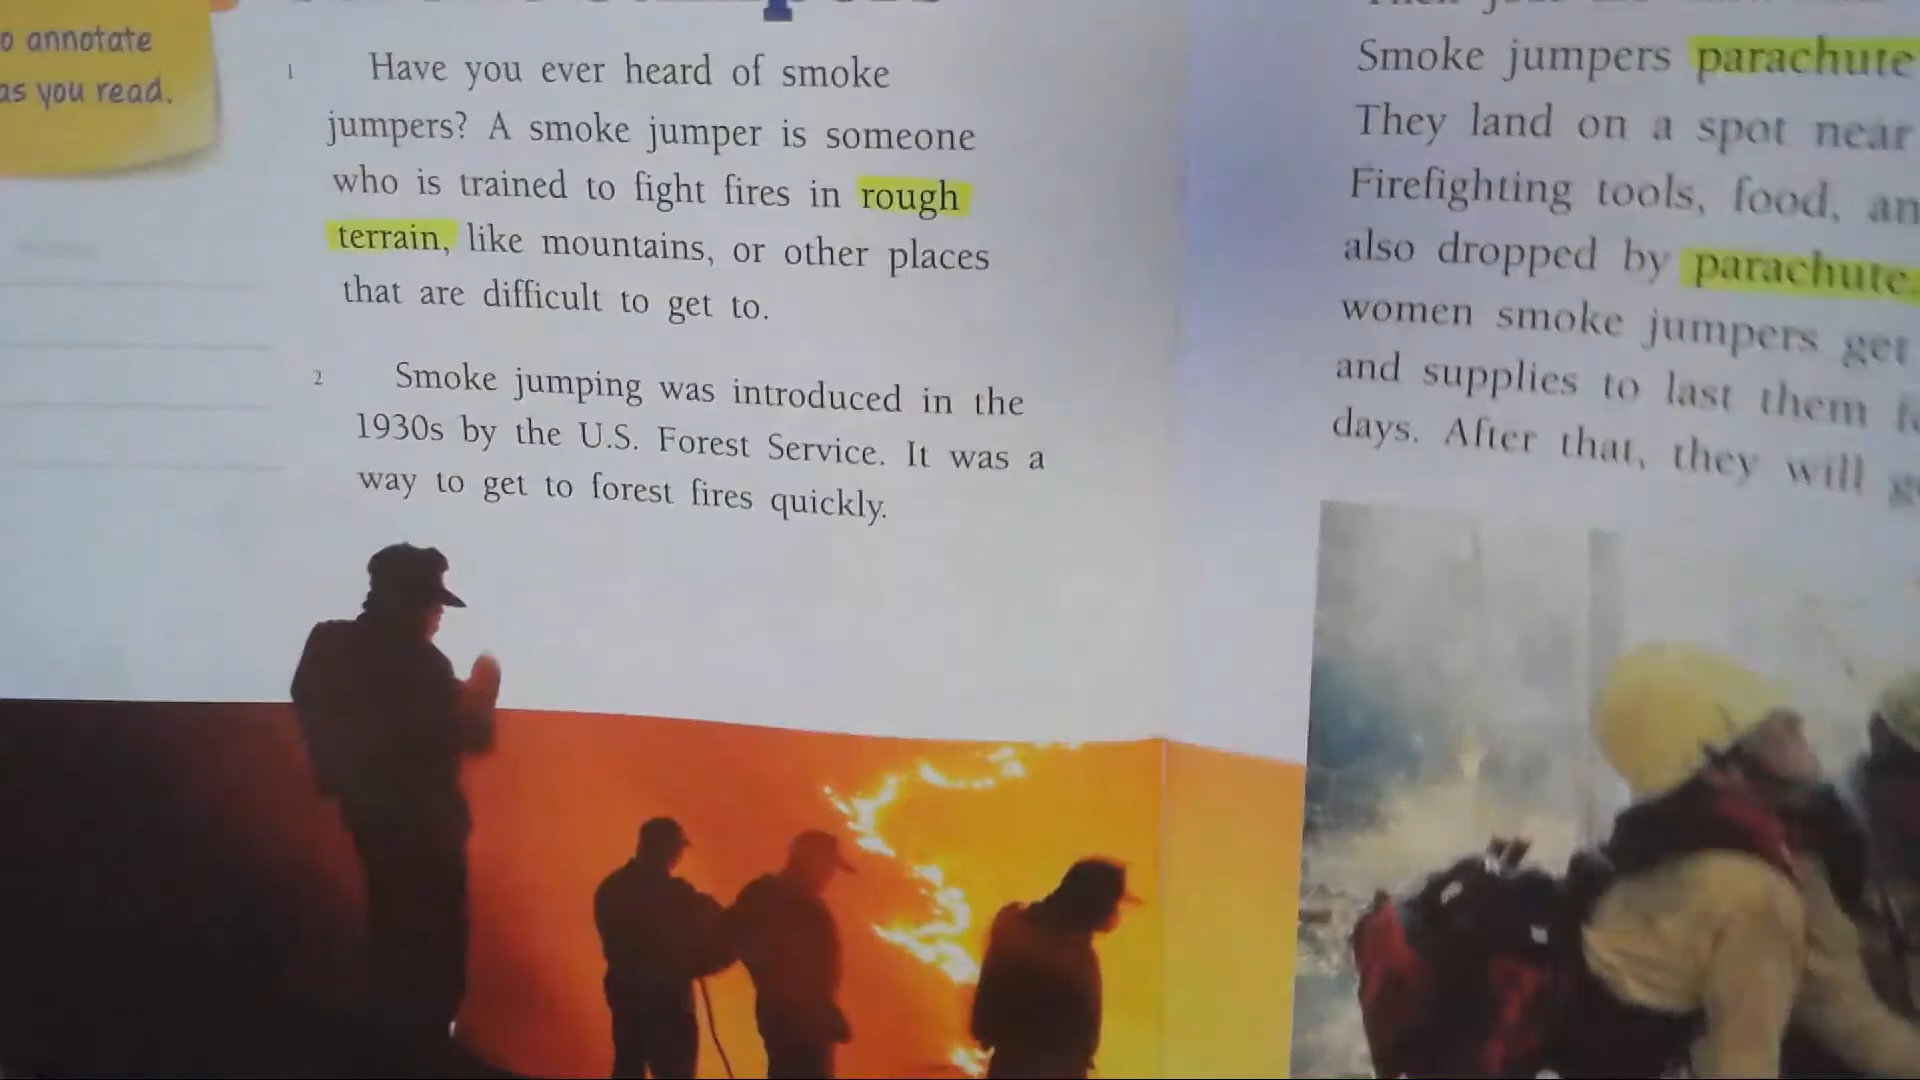 o annotate
as you read.
1 Have you ever heard of smoke
jumpers? A smoke jumper is someone
who is trained to fight fires in rough
terrain, like mountains, or other places
that are difficult to get to.
2 Smoke jumping was introduced in the
1930s by the U.S. Forest Service. It was a
way to get to forest fires quickly.
Smoke jumpers parachute
They land on a spot near
Firefighting tools, food, an
also dropped by parachute.
women smoke jumpers get
and supplies to last them
days. After that, they will